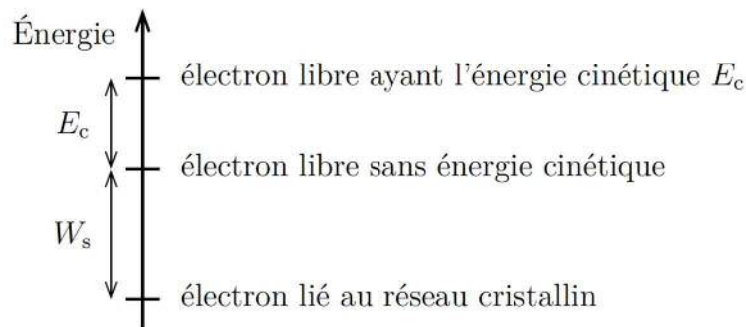 Énergie
électron libre ayant l'énergie cinétique E_c
E_c
électron libre sans énergie cinétique
W_s
électron lié au réseau cristallin